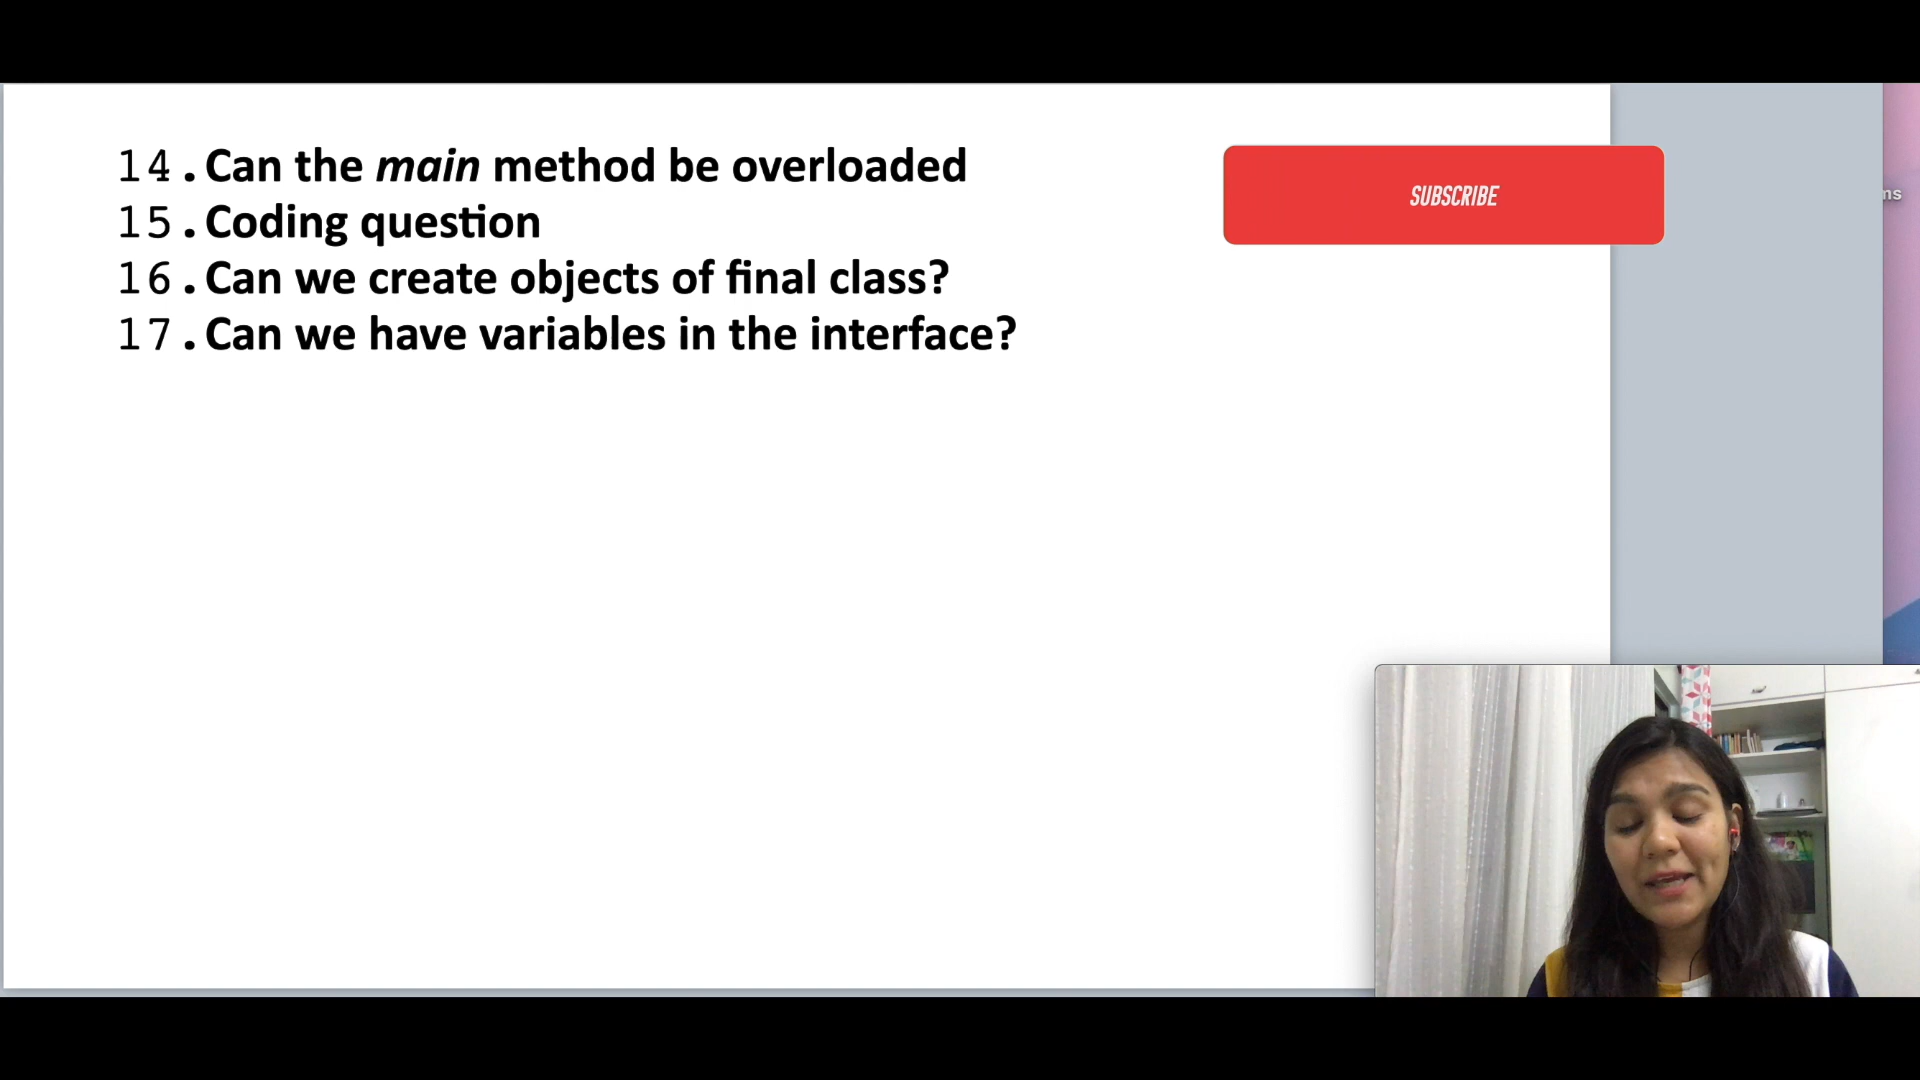 14. Can the main method be overloaded
15. Coding question
16. Can we create objects of final class?
17. Can we have variables in the interface?
SUBSCRIBE
ms